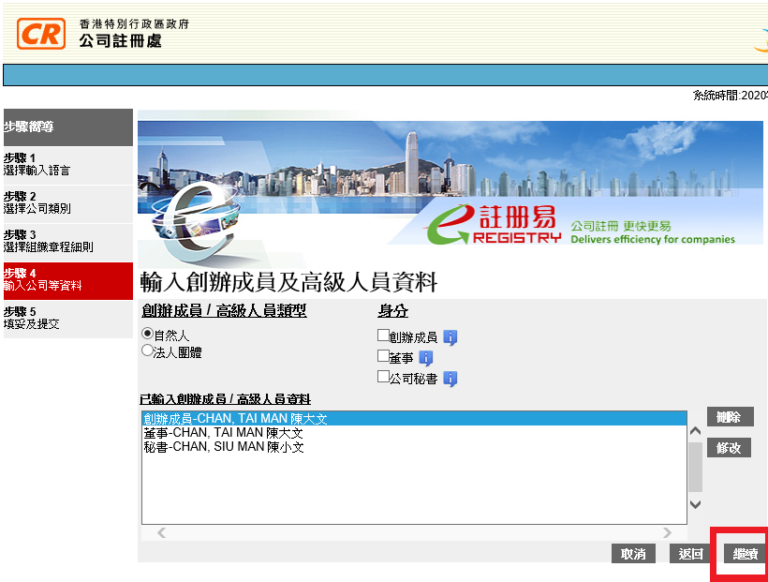 CR
香港特別行政區政府
公司註冊處
系統時間:2020
步驟嚮導
步驟 1
選擇輸入語言
步驟 2
選擇公司類別
步驟 3
選擇組織章程細則
步驟 4
輸入公司等資料
步驟 5
填妥及提交
註冊易
REGISTRY
公司註冊 更快更易
Delivers efficiency for companies
輸入創辦成員及高級人員資料
創辦成員 / 高級人員類型
身分
自然人
法人團體
創辦成員 i
董事 i
公司秘書 i
已輸入創辦成員 / 高級人員資料
創辦成員-CHAN, TAI MAN 陳大文
董事-CHAN, TAI MAN 陳大文
秘書-CHAN, SIU MAN 陳小文
刪除
修改
取消 返回 繼續